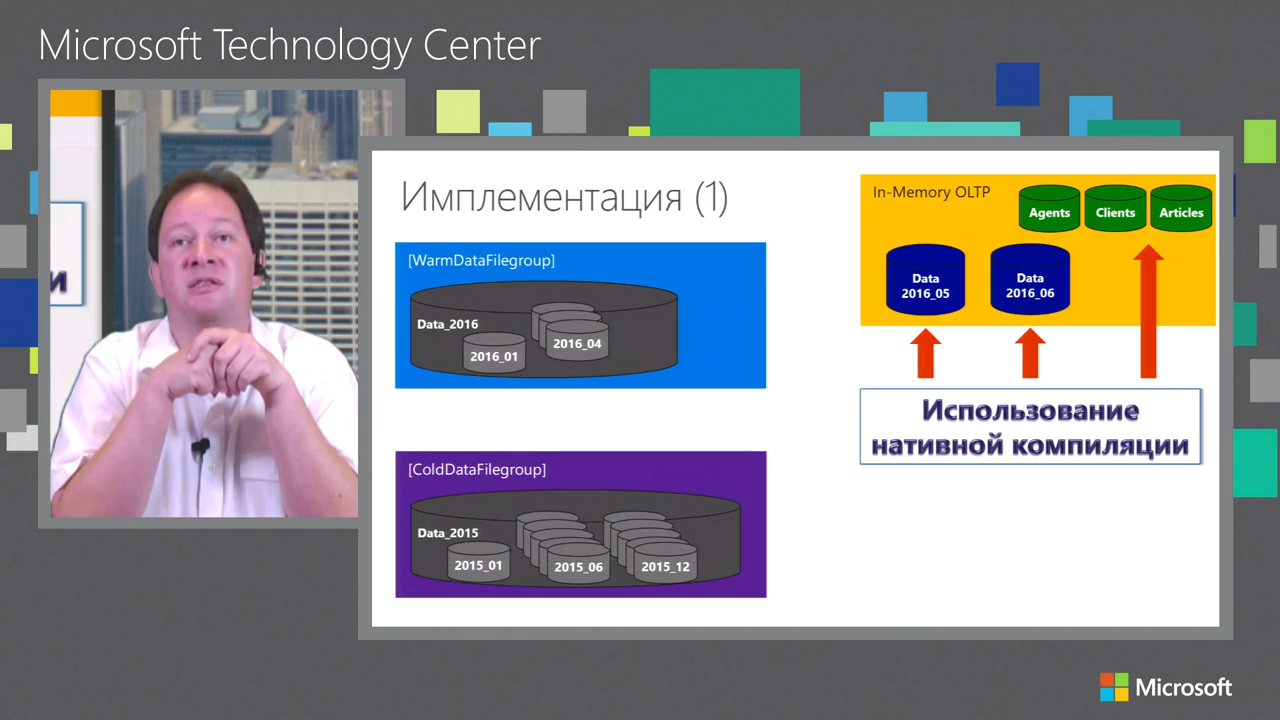 Microsoft Technology Center
Имплементация (1)
[WarmDataFilegroup]
Data_2016
2016_01
2016_04
[ColdDataFilegroup]
Data_2015
2015_01
2015_06
2015_12
In-Memory OLTP
Agents
Clients
Articles
Data
2016_05
Data
2016_06
Использование
нативной компиляции
Microsoft